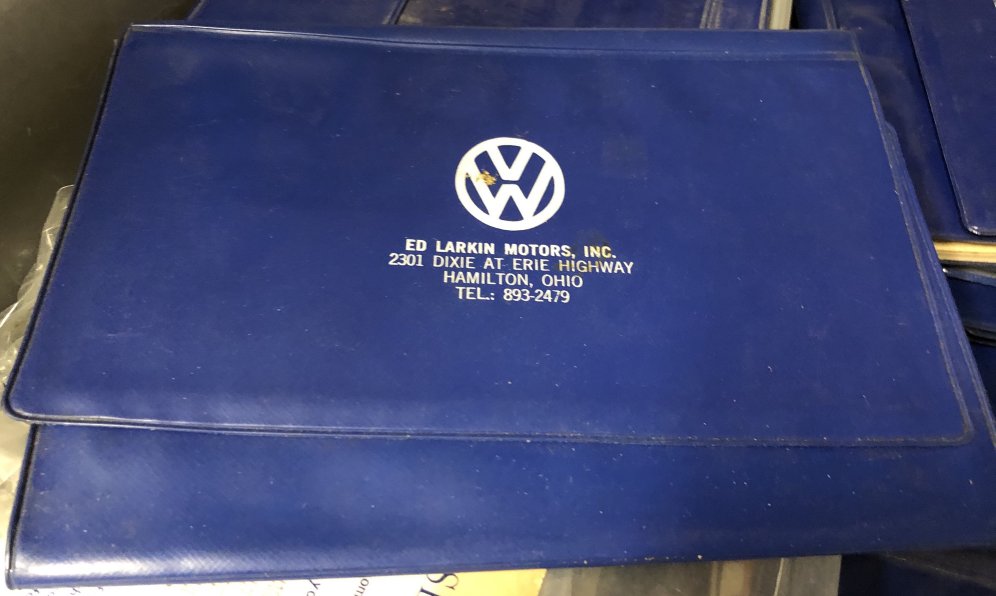 ED LARKIN MOTORS, INC.
2301 DIXIE AT ERIE HIGHWAY
HAMILTON, OHIO
TEL.: 893-2479